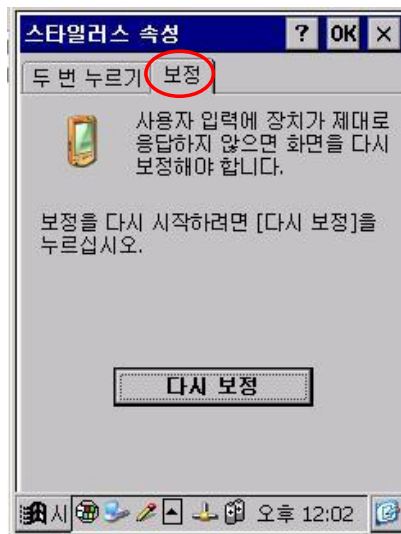 스타일러스 속성 ? OK ×
두 번 누르기 보정
사용자 입력에 장치가 제대로
응답하지 않으면 화면을 다시
보정해야 합니다.
보정을 다시 시작하려면 [다시 보정]을
누르십시오.
다시 보정
시 오후 12:02